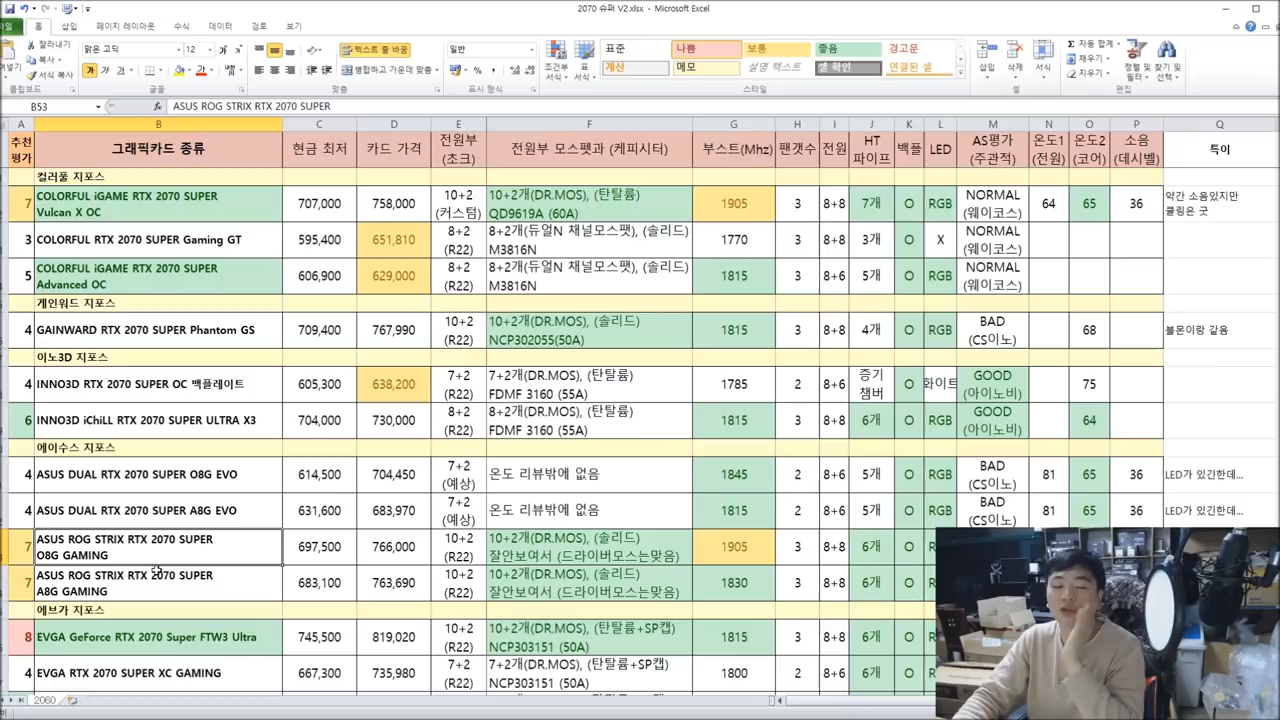 2070 슈퍼 V2.xlsx - Microsoft Excel
파일 홈 삽입 페이지 레이아웃 수식 데이터 검토 보기
잘라내기
복사
서식 복사
클립보드
맑은 고딕 12
글꼴
텍스트 줄 바꿈
병합하고 가운데 맞춤
맞춤
일반
표시 형식
조건부 서식
표 서식
표준 나쁨 보통 좋음 경고문
계산 메모 설명 텍스트 셀 확인 연결된 셀
스타일
삽입 삭제 서식
셀
자동 합계
채우기
지우기
정렬 및 필터
찾기 및 선택
편집
B53 fx ASUS ROG STRIX RTX 2070 SUPER
A B C D E F G H I J K L M N O P Q
추천 평가 그래픽카드 종류 현금 최저 카드 가격 전원부 (초크) 전원부 모스펫과 (케피시터) 부스트(Mhz) 팬갯수 전원 HT 파이프 백플 LED AS평가 (주관적) 온도1 (전원) 온도2 (코어) 소음 (데시벨) 특이
컬러풀 지포스
7 COLORFUL iGAME RTX 2070 SUPER Vulcan X OC 707,000 758,000 10+2 (커스텀) 10+2개(DR.MOS), (탄탈륨) QD9619A (60A) 1905 3 8+8 7개 O RGB NORMAL (웨이코스) 64 65 36 약간 소음있지만 쿨링은 굿
3 COLORFUL RTX 2070 SUPER Gaming GT 595,400 651,810 8+2 (R22) 8+2개(듀얼N 채널모스펫), (솔리드) M3816N 1770 3 8+8 3개 O X NORMAL (웨이코스)
5 COLORFUL iGAME RTX 2070 SUPER Advanced OC 606,900 629,000 8+2 (R22) 8+2개(듀얼N 채널모스펫), (솔리드) M3816N 1815 3 8+6 5개 O RGB NORMAL (웨이코스)
게인워드 지포스
4 GAINWARD RTX 2070 SUPER Phantom GS 709,400 767,990 10+2 (R22) 10+2개(DR.MOS), (솔리드) NCP302055(50A) 1815 3 8+8 4개 O RGB BAD (CS이노) 68 불몬이랑 같음
이노3D 지포스
4 INNO3D RTX 2070 SUPER OC 백플레이트 605,300 638,200 7+2 (R22) 7+2개(DR.MOS), (탄탈륨) FDMF 3160 (55A) 1785 2 8+6 증기 챔버 O 화이트 GOOD (아이노비) 75
6 INNO3D iChiLL RTX 2070 SUPER ULTRA X3 704,000 730,000 8+2 (R22) 8+2개(DR.MOS), (탄탈륨) FDMF 3160 (55A) 1815 3 8+8 6개 O RGB GOOD (아이노비) 64
에이수스 지포스
4 ASUS DUAL RTX 2070 SUPER O8G EVO 614,500 704,450 7+2 (예상) 온도 리뷰밖에 없음 1845 2 8+6 5개 O RGB BAD (CS이노) 81 65 36 LED가 있긴한데...
4 ASUS DUAL RTX 2070 SUPER A8G EVO 631,600 683,970 7+2 (예상) 온도 리뷰밖에 없음 2 8+6 5개 O RGB BAD (CS이노) 81 65 36 LED가 있긴한데...
7 ASUS ROG STRIX RTX 2070 SUPER O8G GAMING 697,500 766,000 10+2 (R22) 10+2개(DR.MOS), (솔리드) 잘안보여서 (드라이버모스는맞음) 1905 3 8+8 6개 O
7 ASUS ROG STRIX RTX 2070 SUPER A8G GAMING 683,100 763,690 10+2 (R22) 10+2개(DR.MOS), (솔리드) 잘안보여서 (드라이버모스는맞음) 1830 3 8+8 6개 O
에브가 지포스
8 EVGA GeForce RTX 2070 Super FTW3 Ultra 745,500 819,020 10+2 (R22) 10+2개(DR.MOS), (탄탈륨+SP캡) NCP303151 (50A) 1815 3 8+8 6개 O
4 EVGA RTX 2070 SUPER XC GAMING 667,300 735,980 7+2 (R22) 7+2개(DR.MOS), (탄탈륨+SP캡) NCP303151 (50A) 1800 3 8+8 6개 O
2060